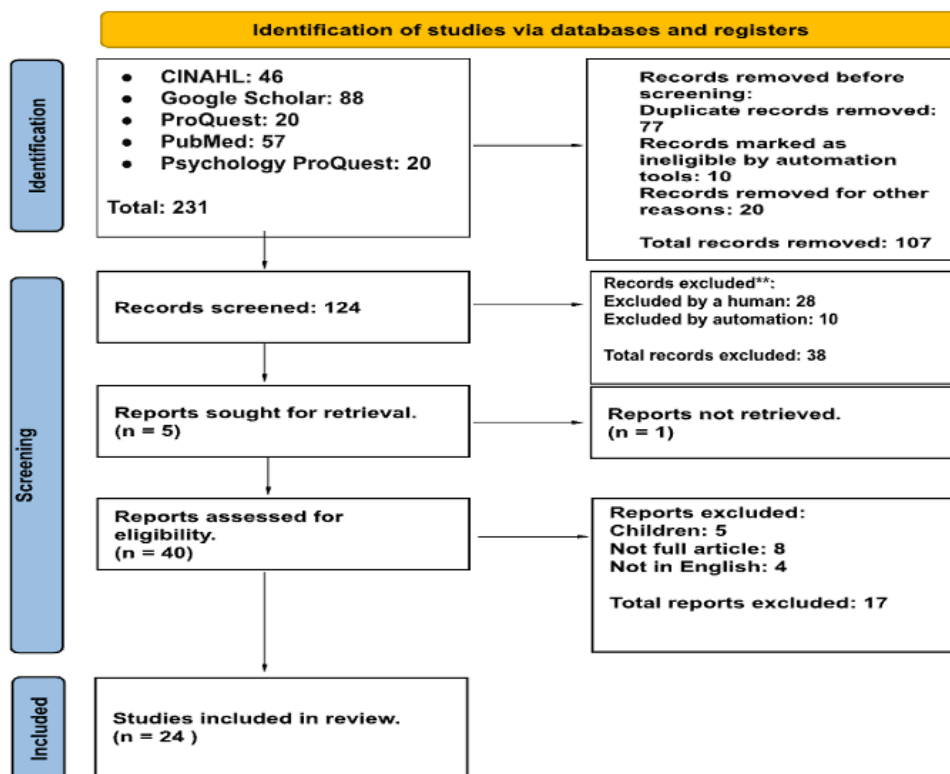 Identification of studies via databases and registers
Identification
● CINAHL: 46
● Google Scholar: 88
● ProQuest: 20
● PubMed: 57
● Psychology ProQuest: 20
Total: 231
Records removed before
screening:
Duplicate records removed:
77
Records marked as
ineligible by automation
tools: 10
Records removed for other
reasons: 20
Total records removed: 107
Screening
Records screened: 124
Records excluded**:
Excluded by a human: 28
Excluded by automation: 10
Total records excluded: 38
Reports sought for retrieval.
(n = 5)
Reports not retrieved.
(n = 1)
Reports assessed for
eligibility.
(n = 40)
Reports excluded:
Children: 5
Not full article: 8
Not in English: 4
Total reports excluded: 17
Included
Studies included in review.
(n = 24 )